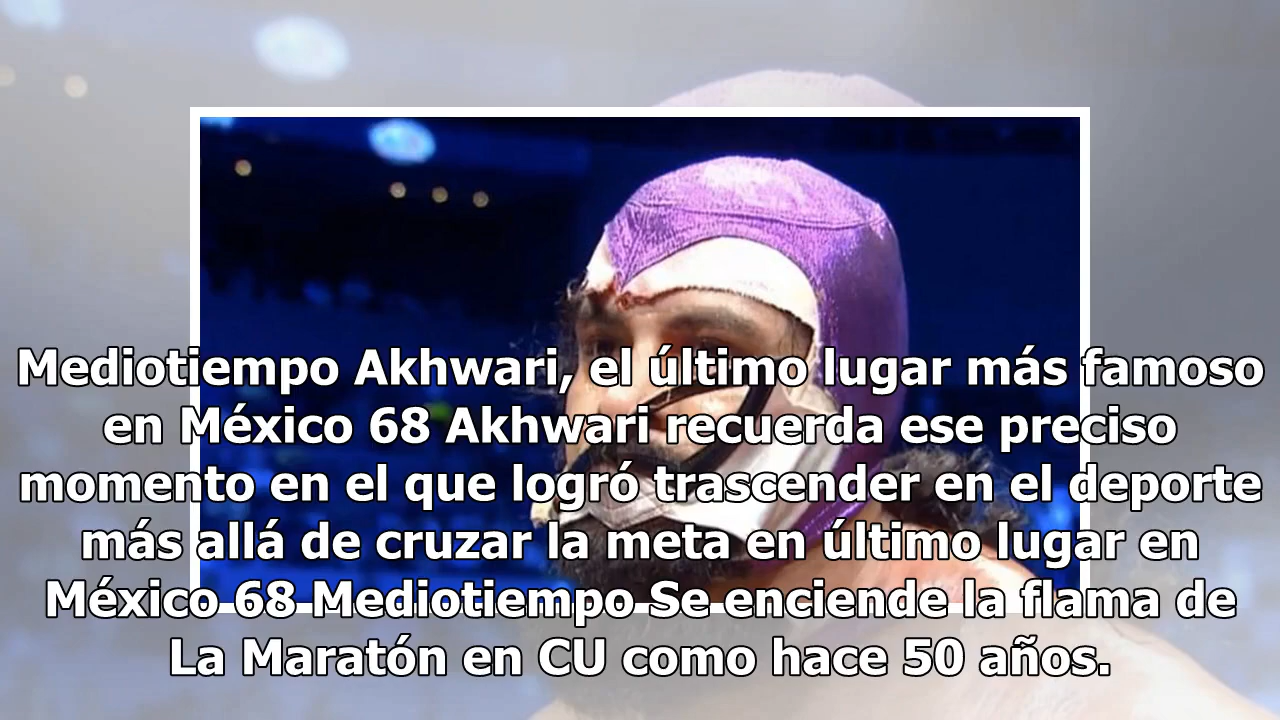 Mediotiempo Akhwari, el último lugar más famoso
en México 68 Akhwari recuerda ese preciso
momento en el que logró trascender en el deporte
más allá de cruzar la meta en último lugar en
México 68 Mediotiempo Se enciende la flama de
La Maratón en CU como hace 50 años.